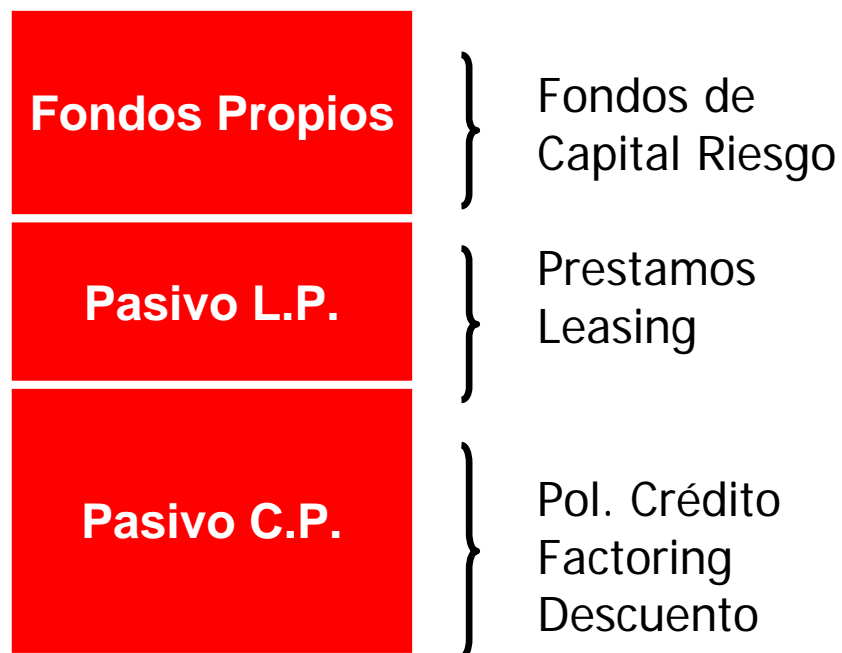 Fondos Propios
Fondos de
Capital Riesgo
Pasivo L.P.
Prestamos
Leasing
Pasivo C.P.
Pol. Crédito
Factoring
Descuento